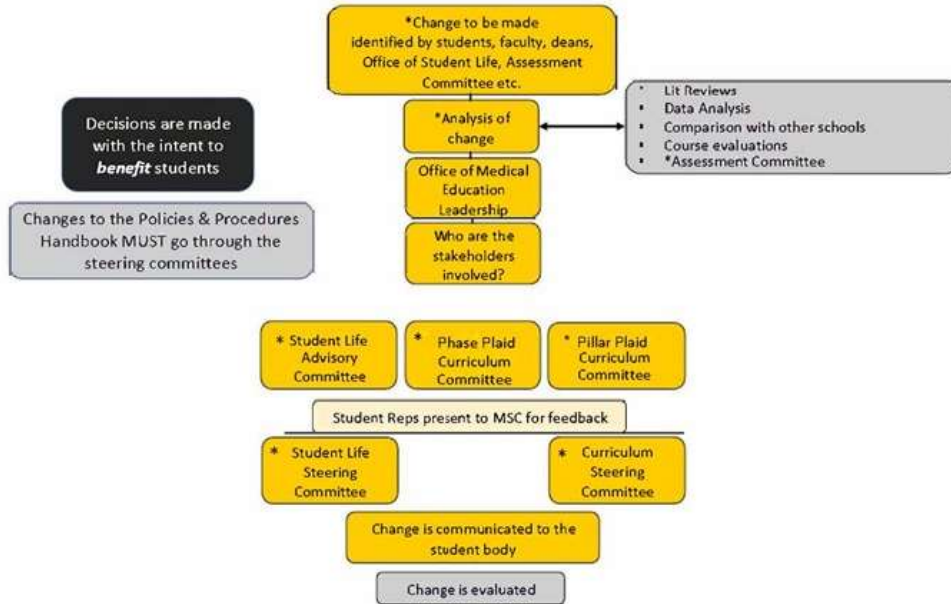 *Change to be made
identified by students, faculty, deans,
Office of Student Life, Assessment
Committee etc.
*Analysis of
change
* Lit Reviews
▪ Data Analysis
▪ Comparison with other schools
▪ Course evaluations
▪ *Assessment Committee
Decisions are made
with the intent to
benefit students
Changes to the Policies & Procedures
Handbook MUST go through the
steering committees
Office of Medical
Education
Leadership
Who are the
stakeholders
involved?
* Student Life
Advisory
Committee
* Phase Plaid
Curriculum
Committee
* Pillar Plaid
Curriculum
Committee
Student Reps present to MSC for feedback
* Student Life
Steering
Committee
* Curriculum
Steering
Committee
Change is communicated to the
student body
Change is evaluated